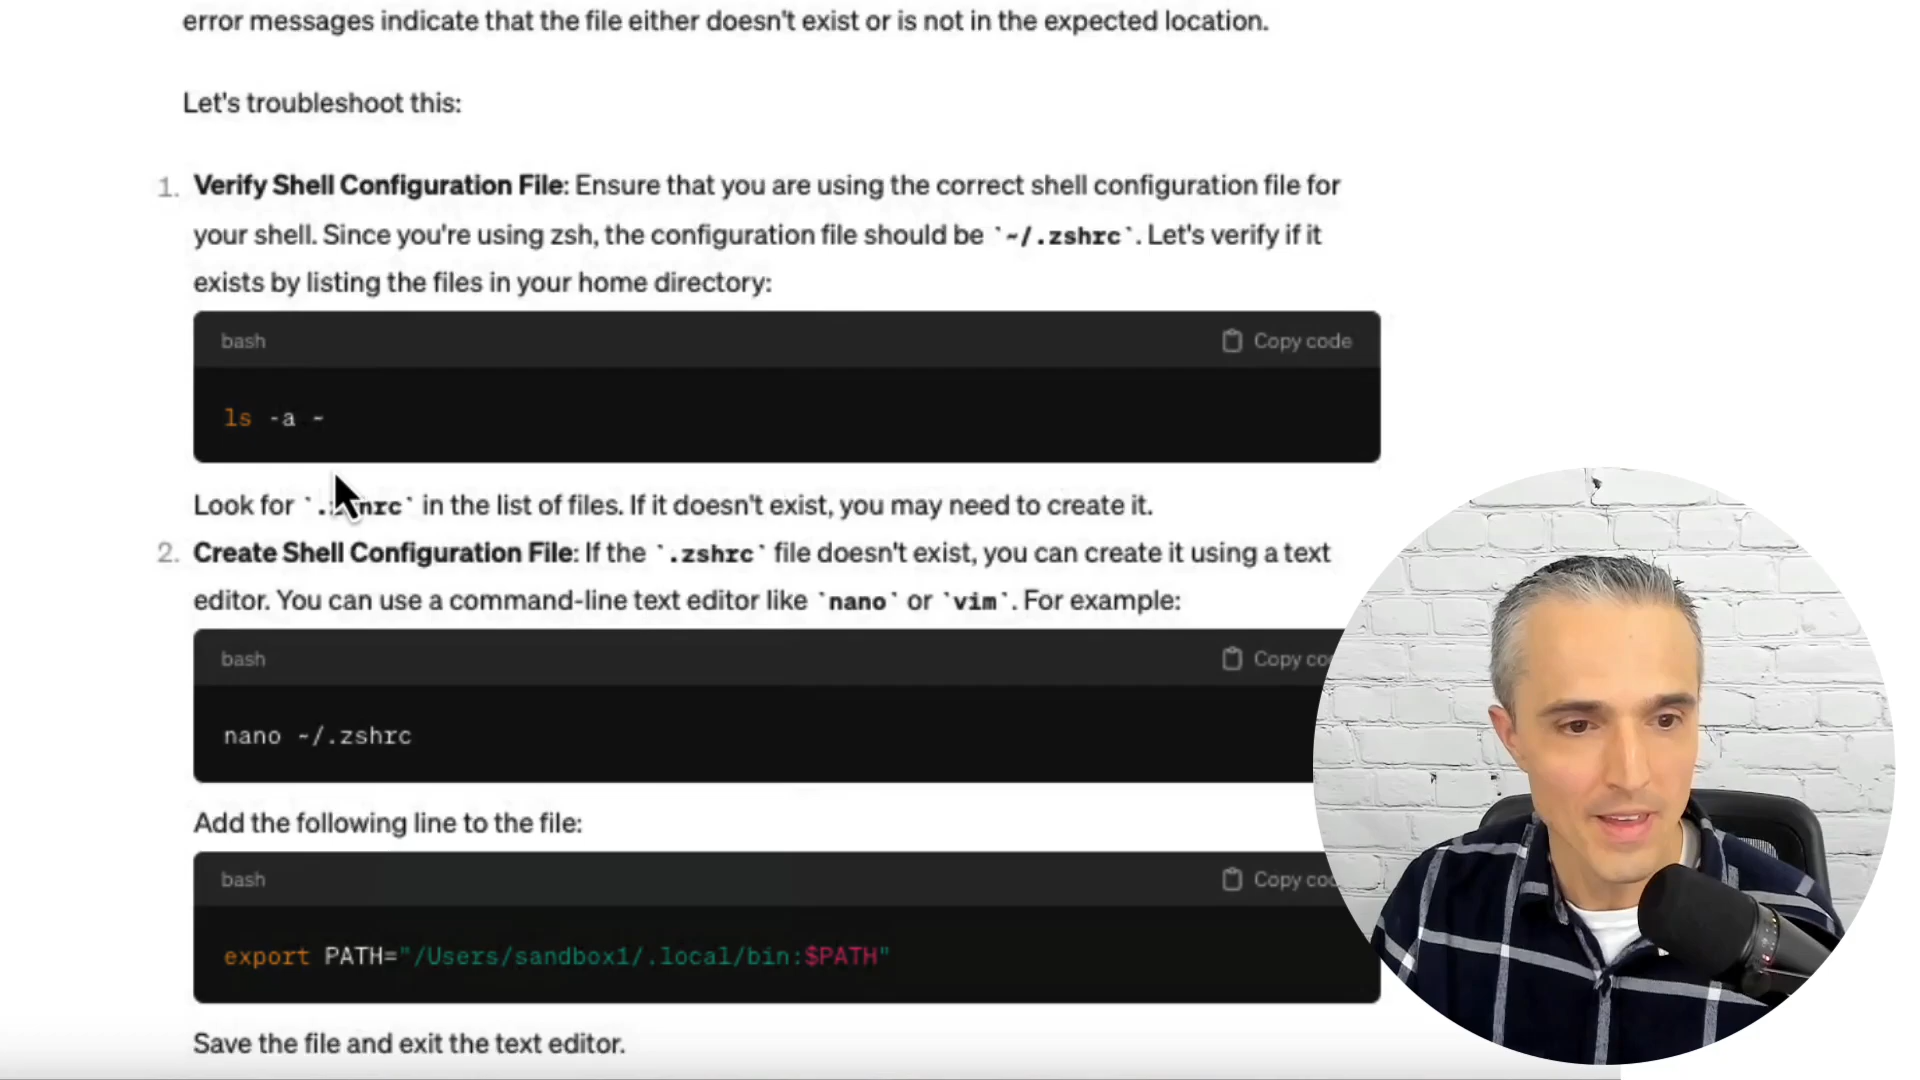 error messages indicate that the file either doesn't exist or is not in the expected location.
Let's troubleshoot this:
1. Verify Shell Configuration File: Ensure that you are using the correct shell configuration file for
your shell. Since you're using zsh, the configuration file should be `~/.zshrc`. Let's verify if it
exists by listing the files in your home directory:
bash Copy code
ls -a ~
Look for in the list of files. If it doesn't exist, you may need to create it.
2. Create Shell Configuration File: If the `.zshrc` file doesn't exist, you can create it using a text
editor. You can use a command-line text editor like `nano` or `vim`. For example:
bash Copy
nano ~/.zshrc
Add the following line to the file:
bash Copy
export PATH="/Users/sandbox1/.local/bin:$PATH"
Save the file and exit the text editor.